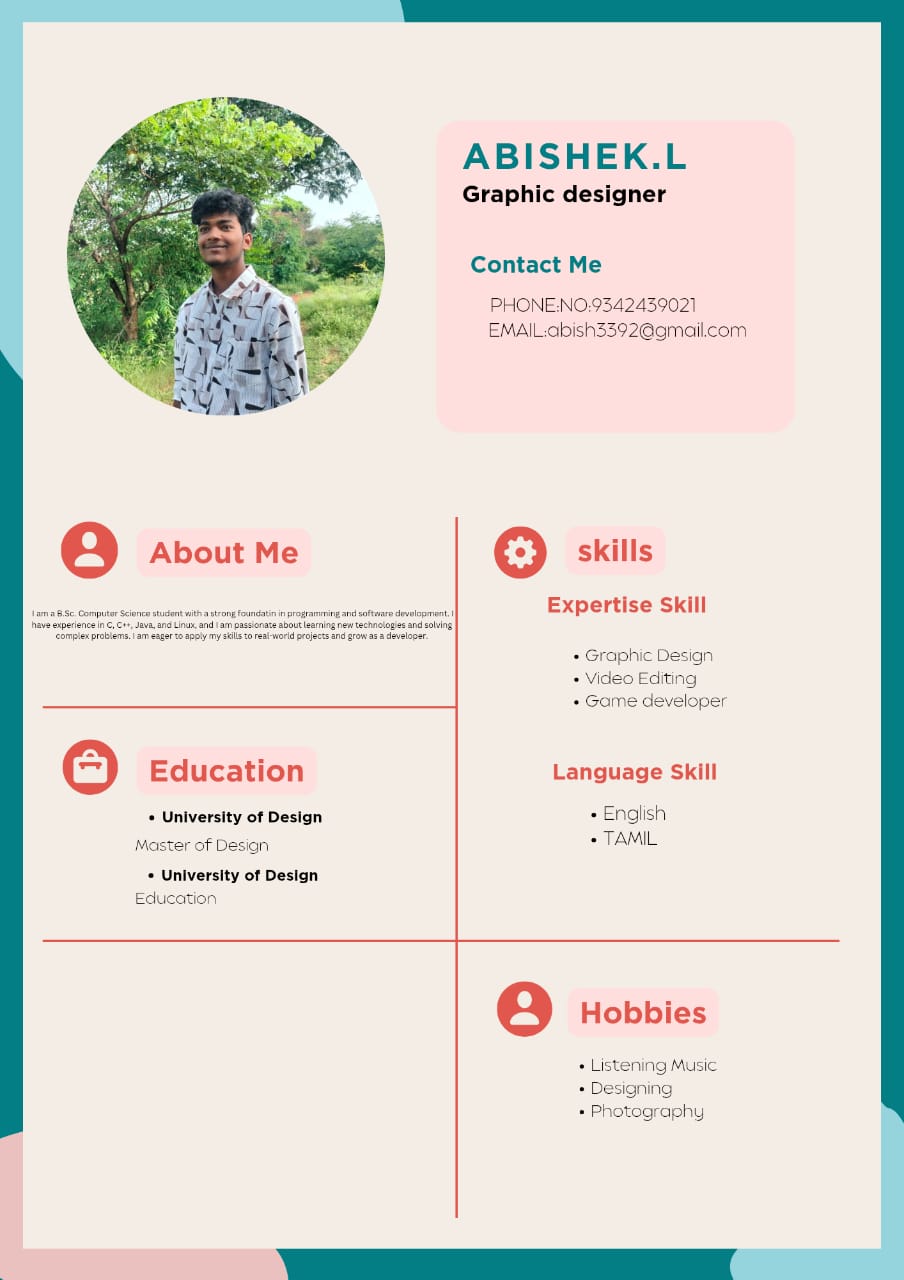 ABISHEK.L
Graphic designer
Contact Me
PHONE:NO:9342439021
EMAIL:abish3392@gmail.com
About Me
I am a B.Sc. Computer Science student with a strong foundatin in programming and software development. I
have experience in C, C++, Java, and Linux, and I am passionate about learning new technologies and solving
complex problems. I am eager to apply my skills to real-world projects and grow as a developer.
Education
• University of Design
Master of Design
• University of Design
Education
skills
Expertise Skill
• Graphic Design
• Video Editing
• Game developer
Language Skill
• English
• TAMIL
Hobbies
• Listening Music
• Designing
• Photography